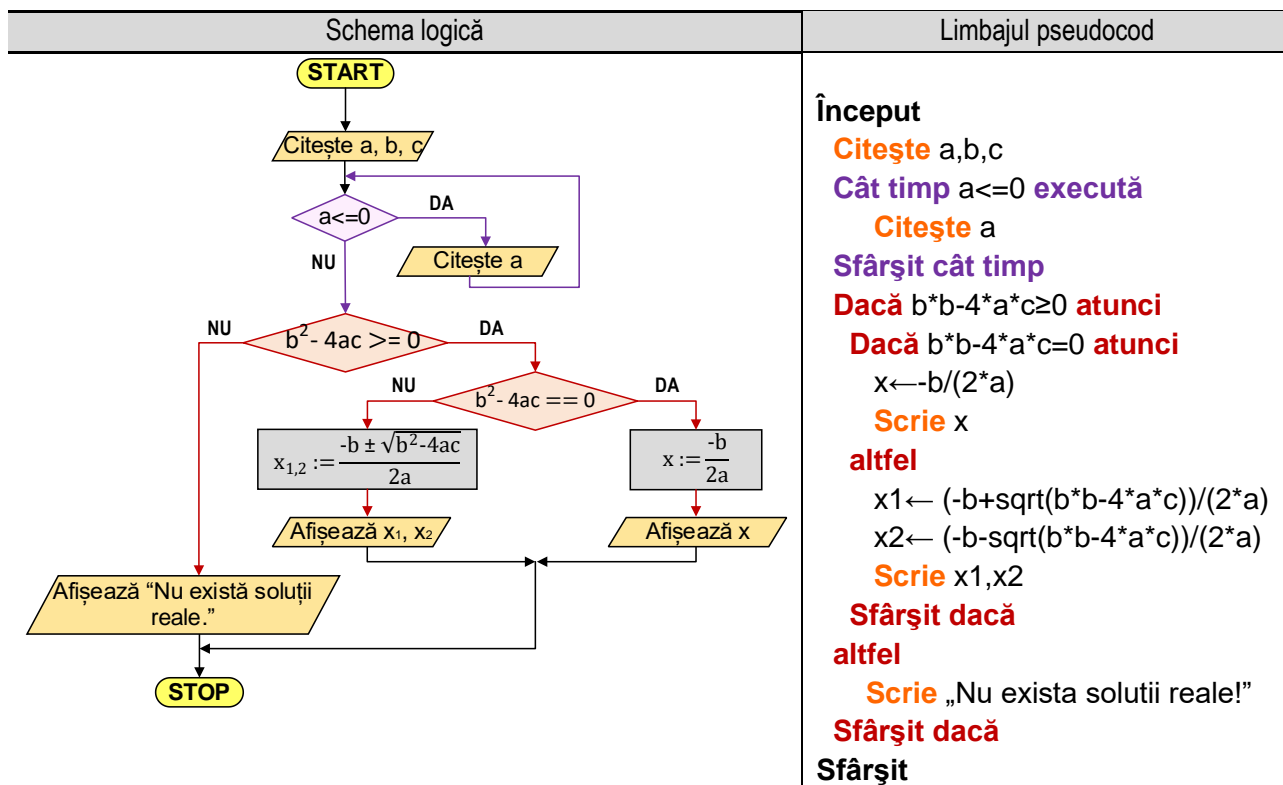 Schema logică
START
Citește a, b, c
a<=0
DA
Citește a
NU
NU
b²- 4ac >= 0
DA
NU
b²- 4ac == 0
DA
x₁,₂ := (-b ± √(b²-4ac))/2a
x := -b/2a
Afișează x₁, x₂
Afișează x
Afișează “Nu există soluții
reale.”
STOP
Limbajul pseudocod
Început
Citeşte a,b,c
Cât timp a<=0 execută
Citeşte a
Sfârşit cât timp
Dacă b*b-4*a*c≥0 atunci
Dacă b*b-4*a*c=0 atunci
x←-b/(2*a)
Scrie x
altfel
x1← (-b+sqrt(b*b-4*a*c))/(2*a)
x2← (-b-sqrt(b*b-4*a*c))/(2*a)
Scrie x1,x2
Sfârşit dacă
altfel
Scrie „Nu exista solutii reale!”
Sfârşit dacă
Sfârşit